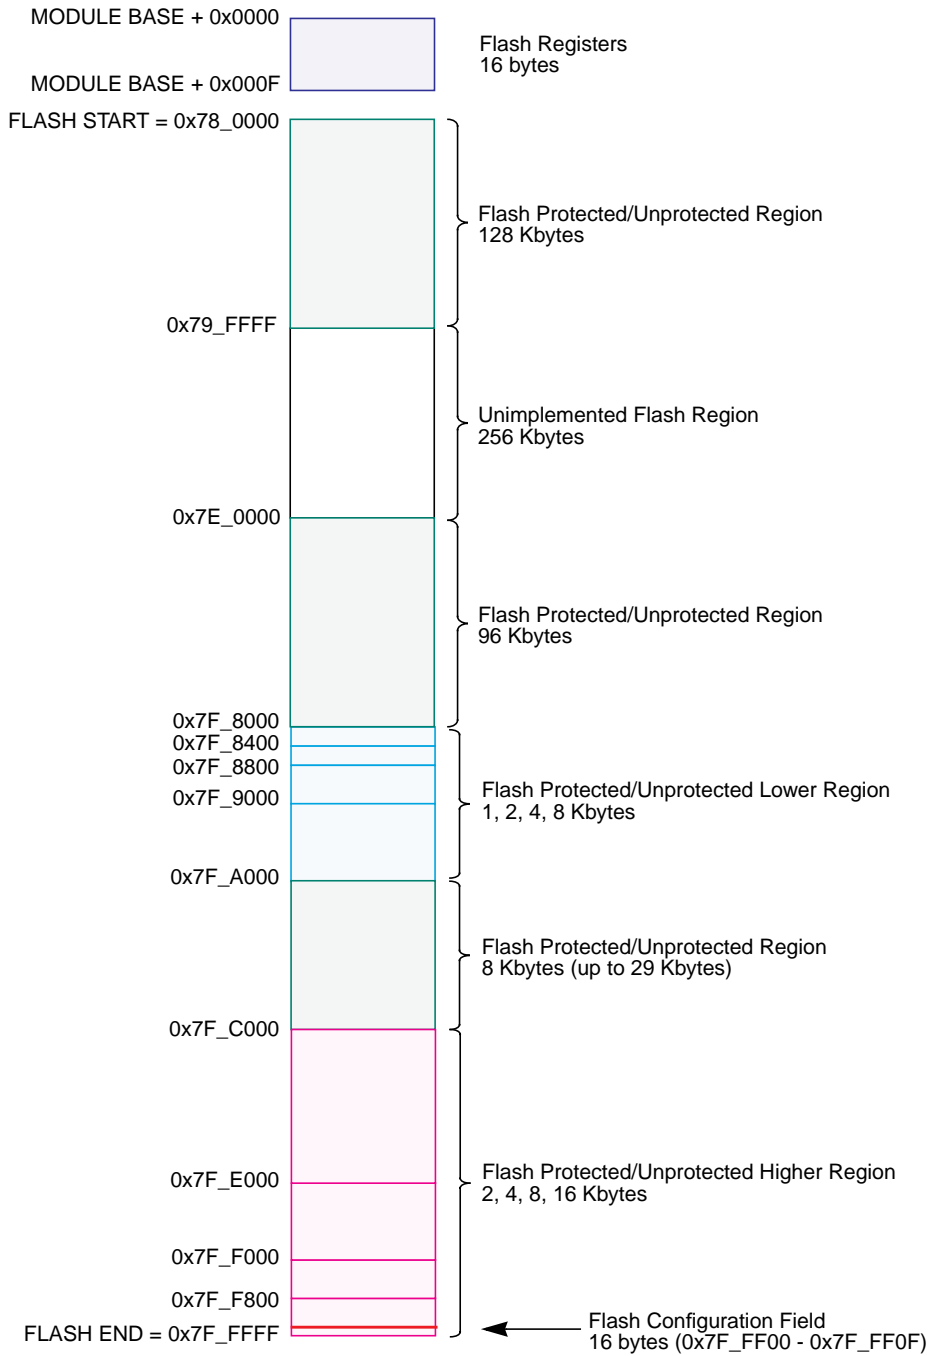 MODULE BASE + 0x0000
Flash Registers
16 bytes
MODULE BASE + 0x000F
FLASH START = 0x78_0000
Flash Protected/Unprotected Region
128 Kbytes
0x79_FFFF
Unimplemented Flash Region
256 Kbytes
0x7E_0000
Flash Protected/Unprotected Region
96 Kbytes
0x7F_8000
0x7F_8400
0x7F_8800
0x7F_9000
Flash Protected/Unprotected Lower Region
1, 2, 4, 8 Kbytes
0x7F_A000
Flash Protected/Unprotected Region
8 Kbytes (up to 29 Kbytes)
0x7F_C000
Flash Protected/Unprotected Higher Region
2, 4, 8, 16 Kbytes
0x7F_E000
0x7F_F000
0x7F_F800
FLASH END = 0x7F_FFFF
Flash Configuration Field
16 bytes (0x7F_FF00 - 0x7F_FF0F)